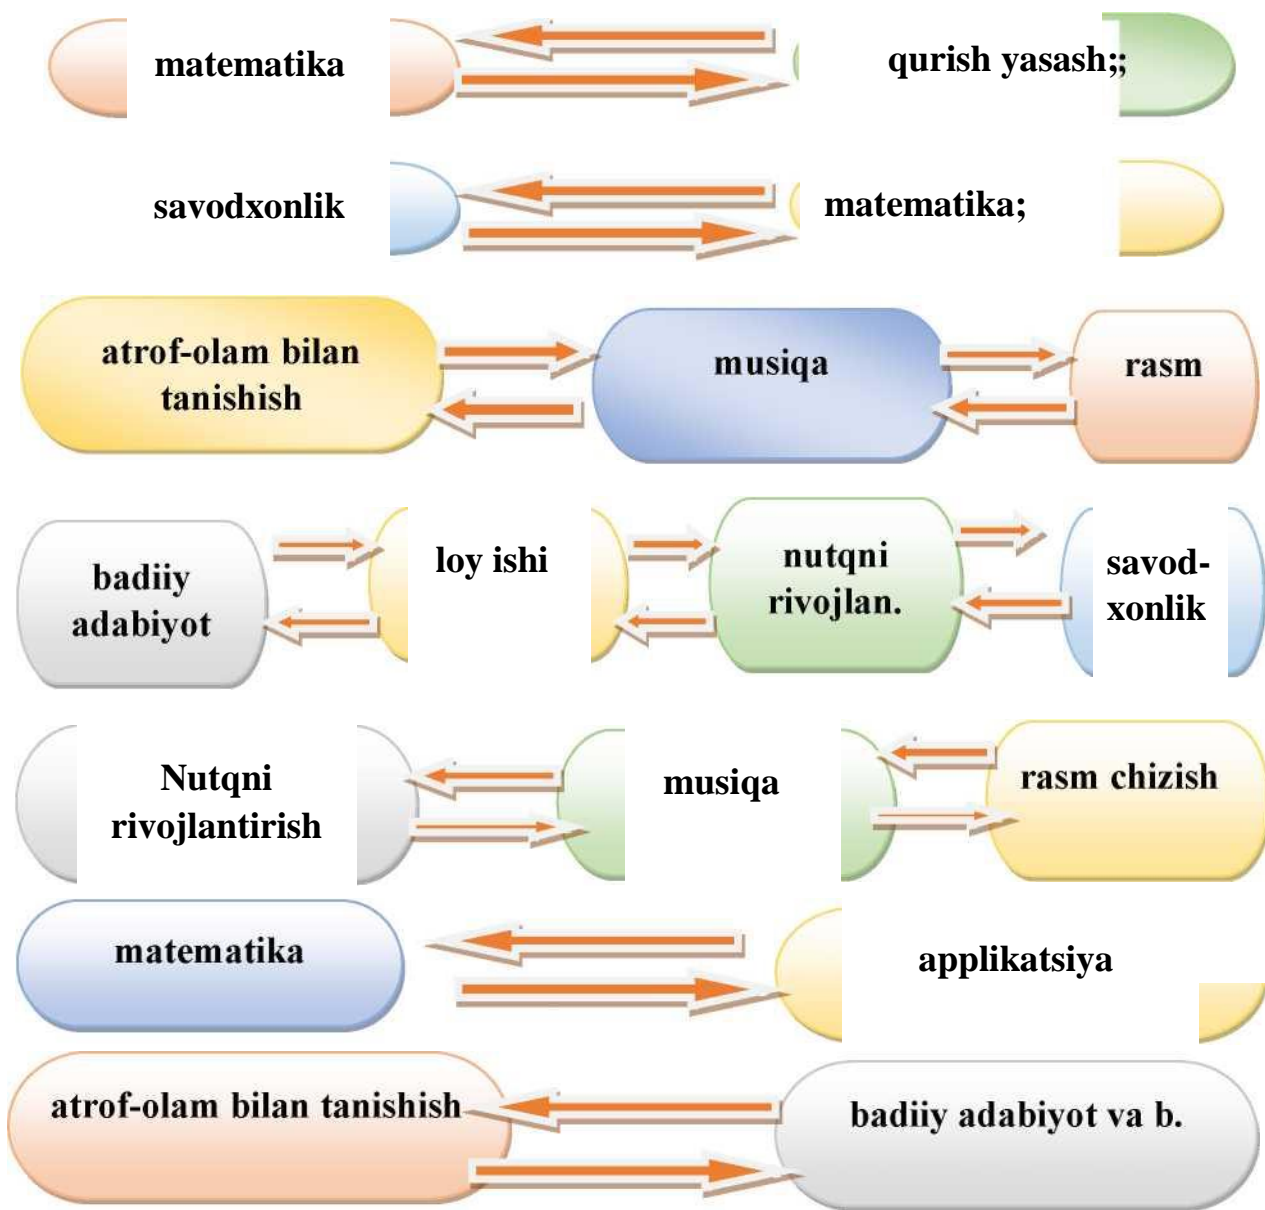 matematika
qurish yasash;;
savodxonlik
matematika;
atrof-olam bilan
tanishish
musiqa
rasm
badiiy
adabiyot
loy ishi
nutqni
rivojlan.
savod-
xonlik
Nutqni
rivojlantirish
musiqa
rasm chizish
matematika
applikatsiya
atrof-olam bilan tanishish
badiiy adabiyot va b.